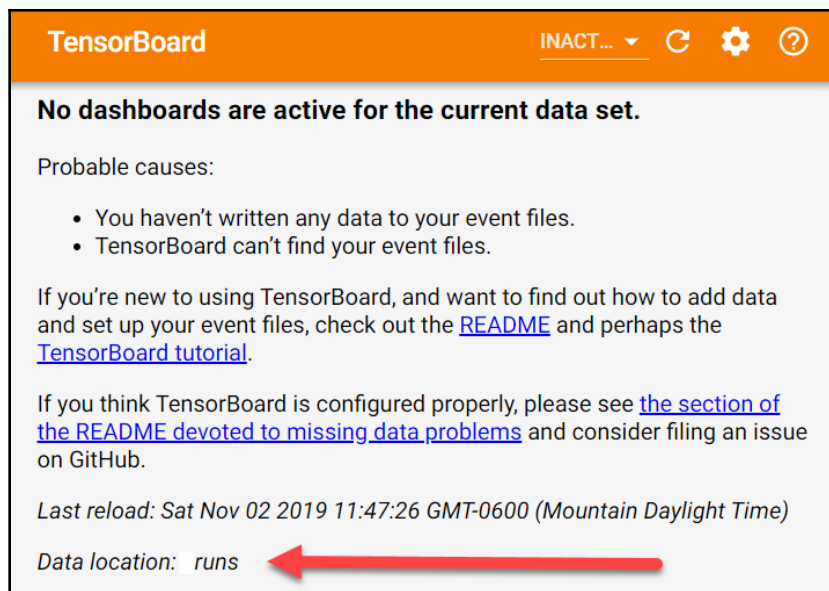 TensorBoard
INACT...
No dashboards are active for the current data set.
Probable causes:
• You haven't written any data to your event files.
• TensorBoard can't find your event files.
If you're new to using TensorBoard, and want to find out how to add data
and set up your event files, check out the README and perhaps the
TensorBoard tutorial.
If you think TensorBoard is configured properly, please see the section of
the README devoted to missing data problems and consider filing an issue
on GitHub.
Last reload: Sat Nov 02 2019 11:47:26 GMT-0600 (Mountain Daylight Time)
Data location: runs